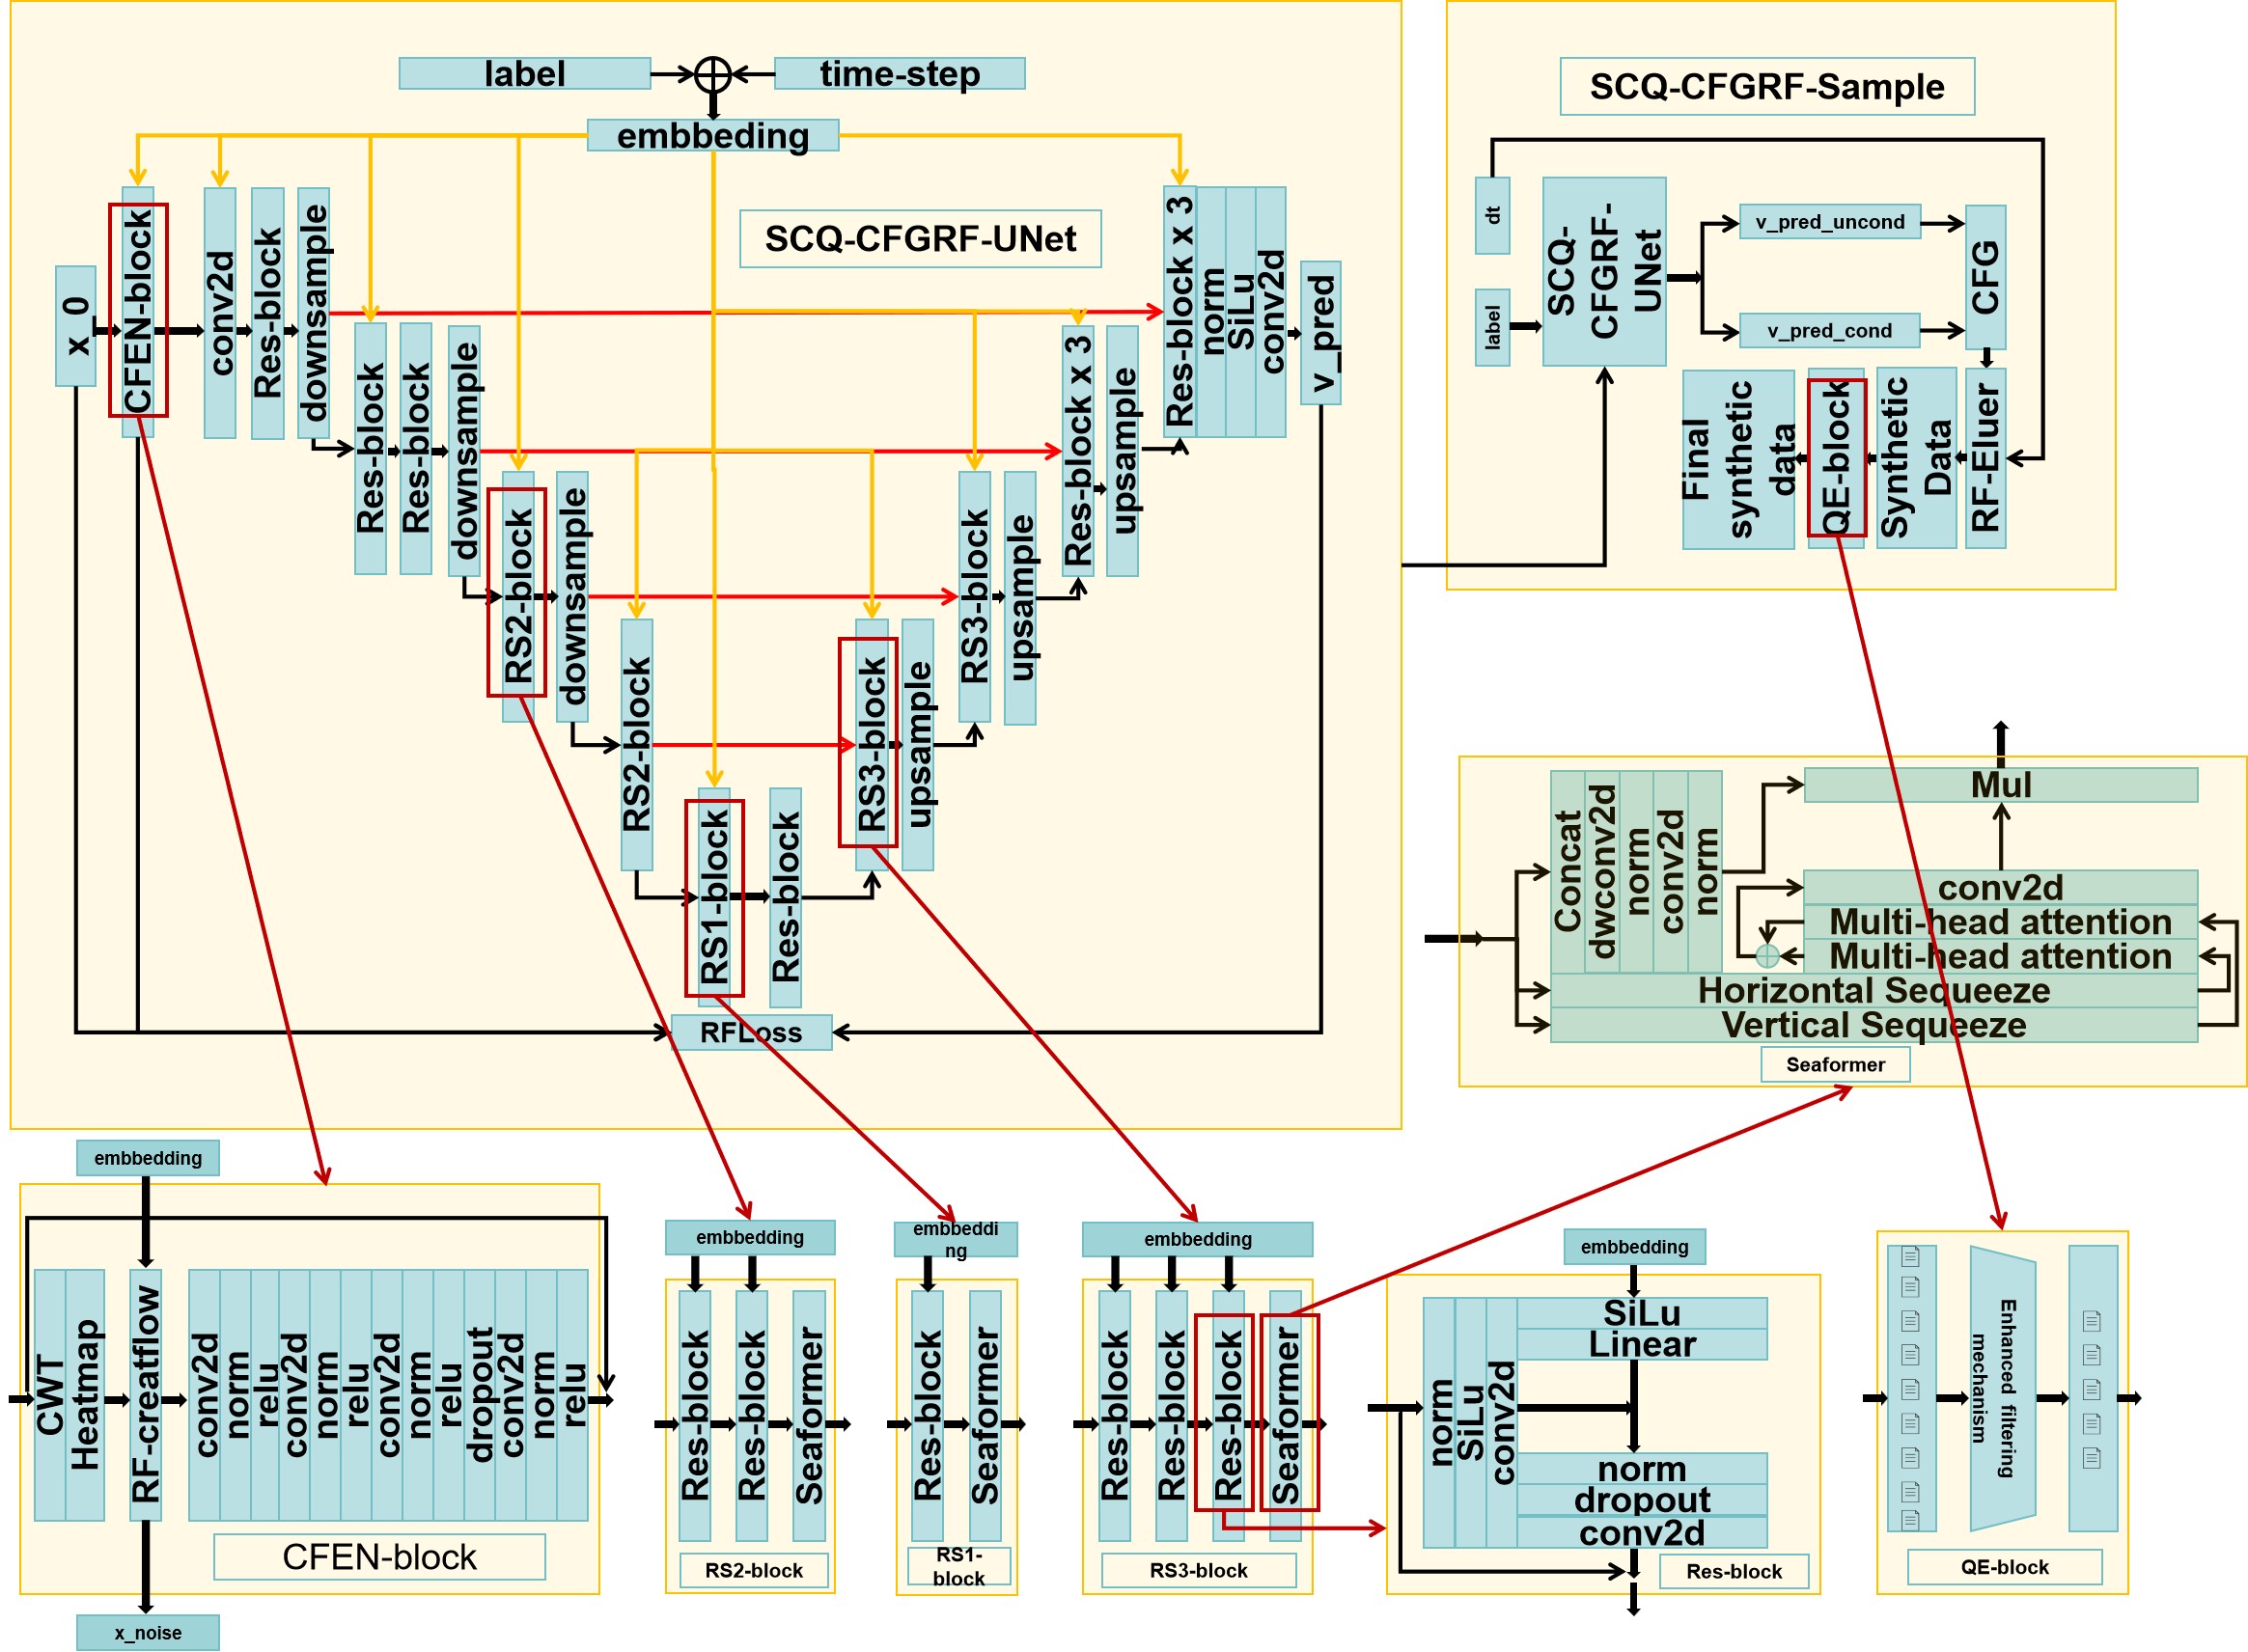 label
time-step
embbeding
SCQ-CFGRF-UNet
x_0
CFEN-block
conv2d
Res-block
downsample
Res-block
Res-block
downsample
RS2-block
downsample
RS2-block
RS1-block
Res-block
RS3-block
upsample
RS3-block
upsample
Res-block x 3
upsample
Res-block x 3
norm
SiLu
conv2d
v_pred
RFLoss
SCQ-CFGRF-Sample
dt
label
SCQ-
CFGRF-
UNet
v_pred_uncond
v_pred_cond
CFG
RF-Eluer
Synthetic
Data
QE-block
Final
synthetic
data
Mul
Concat
dwconv2d
norm
conv2d
norm
conv2d
Multi-head attention
Multi-head attention
Horizontal Sequeeze
Vertical Sequeeze
Seaformer
embbedding
CWT
Heatmap
RF-creatflow
conv2d
norm
relu
conv2d
norm
relu
conv2d
norm
relu
dropout
conv2d
norm
relu
CFEN-block
x_noise
embbedding
Res-block
Res-block
Seaformer
RS2-block
embbeddi
ng
Res-block
Seaformer
RS1-
block
embbedding
Res-block
Res-block
Res-block
Seaformer
RS3-block
embbedding
norm
SiLu
conv2d
SiLu
Linear
norm
dropout
conv2d
Res-block
Enhanced filtering
mechanism
QE-block